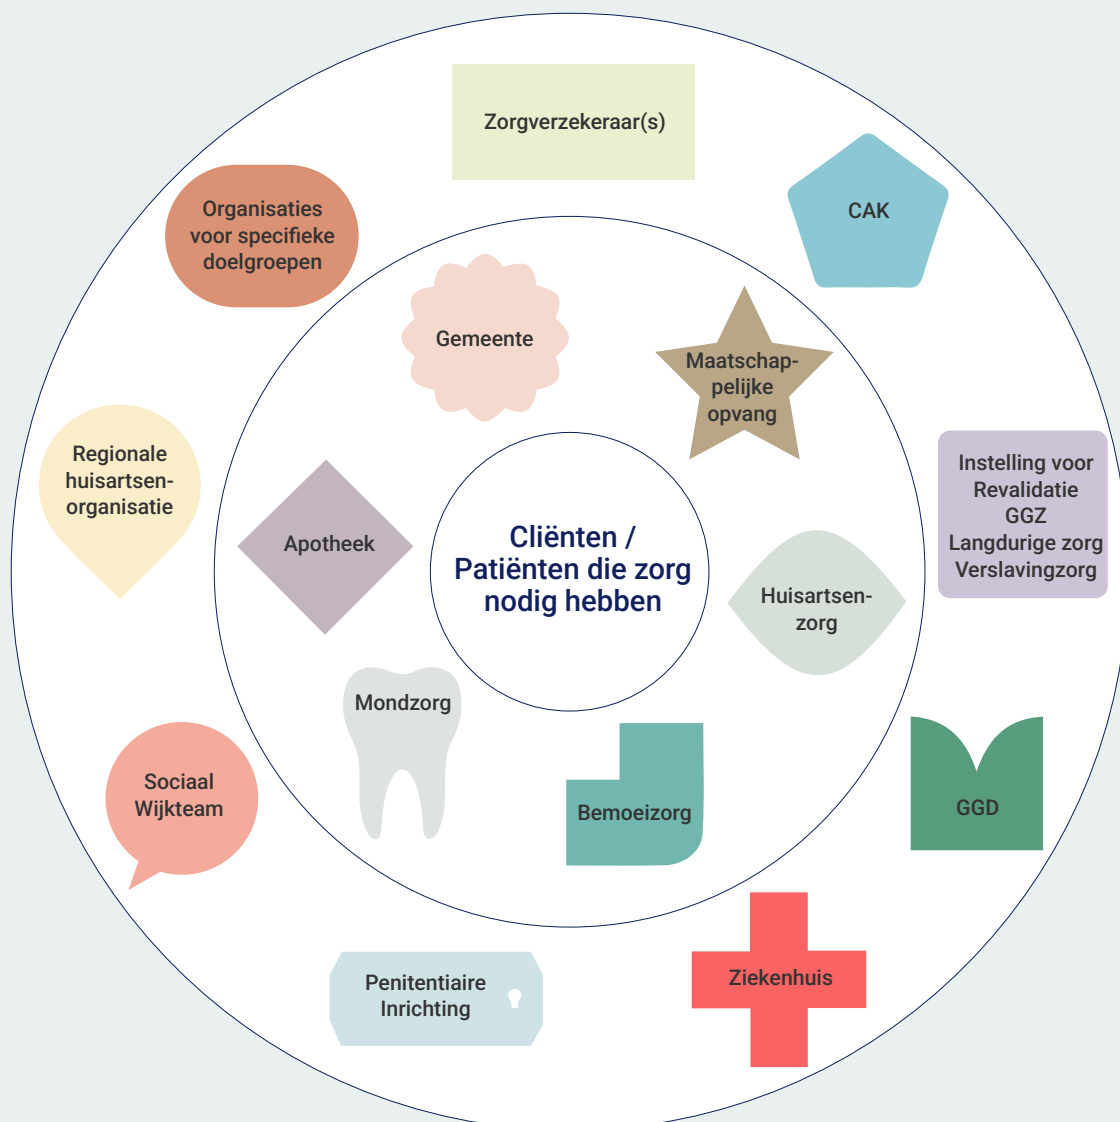 Zorgverzekeraar(s)
CAK
Organisaties
voor specifieke
doelgroepen
Gemeente
Maatschap-
pelijke
opvang
Regionale
huisartsen-
organisatie
Instelling voor
Revalidatie
GGZ
Langdurige zorg
Verslavingzorg
Apotheek
Cliënten /
Patiënten die zorg
nodig hebben
Huisartsen-
zorg
Mondzorg
Sociaal
Wijkteam
Bemoeizorg
GGD
Penitentiaire
Inrichting
Ziekenhuis